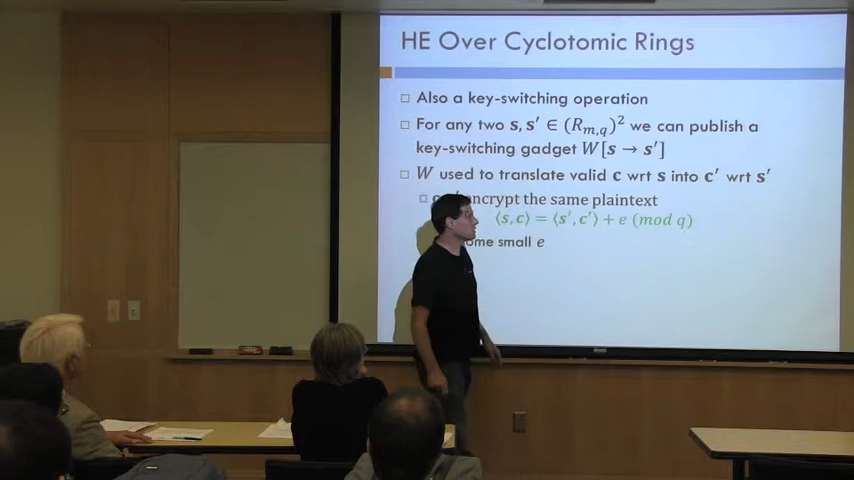 HE Over Cyclotomic Rings
Also a key-switching operation
For any two s, s′ ∈ (R_{m,q})² we can publish a
key-switching gadget W[s → s′]
W used to translate valid c wrt s into c′ wrt s′
encrypt the same plaintext
⟨s, c⟩ = ⟨s′, c′⟩ + e (mod q)
small e